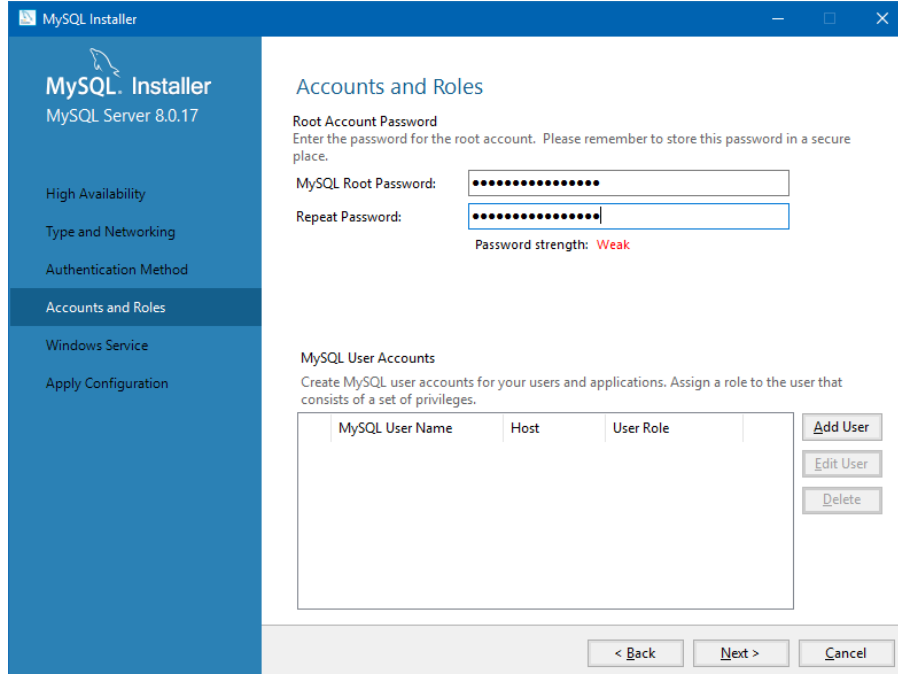 MySQL Installer
MySQL. Installer
MySQL Server 8.0.17
High Availability
Type and Networking
Authentication Method
Accounts and Roles
Windows Service
Apply Configuration
Accounts and Roles
Root Account Password
Enter the password for the root account. Please remember to store this password in a secure
place.
MySQL Root Password: ●●●●●●●●●●●●●●●●
Repeat Password: ●●●●●●●●●●●●●●●●
Password strength: Weak
MySQL User Accounts
Create MySQL user accounts for your users and applications. Assign a role to the user that
consists of a set of privileges.
MySQL User Name Host User Role
Add User
Edit User
Delete
< Back Next > Cancel